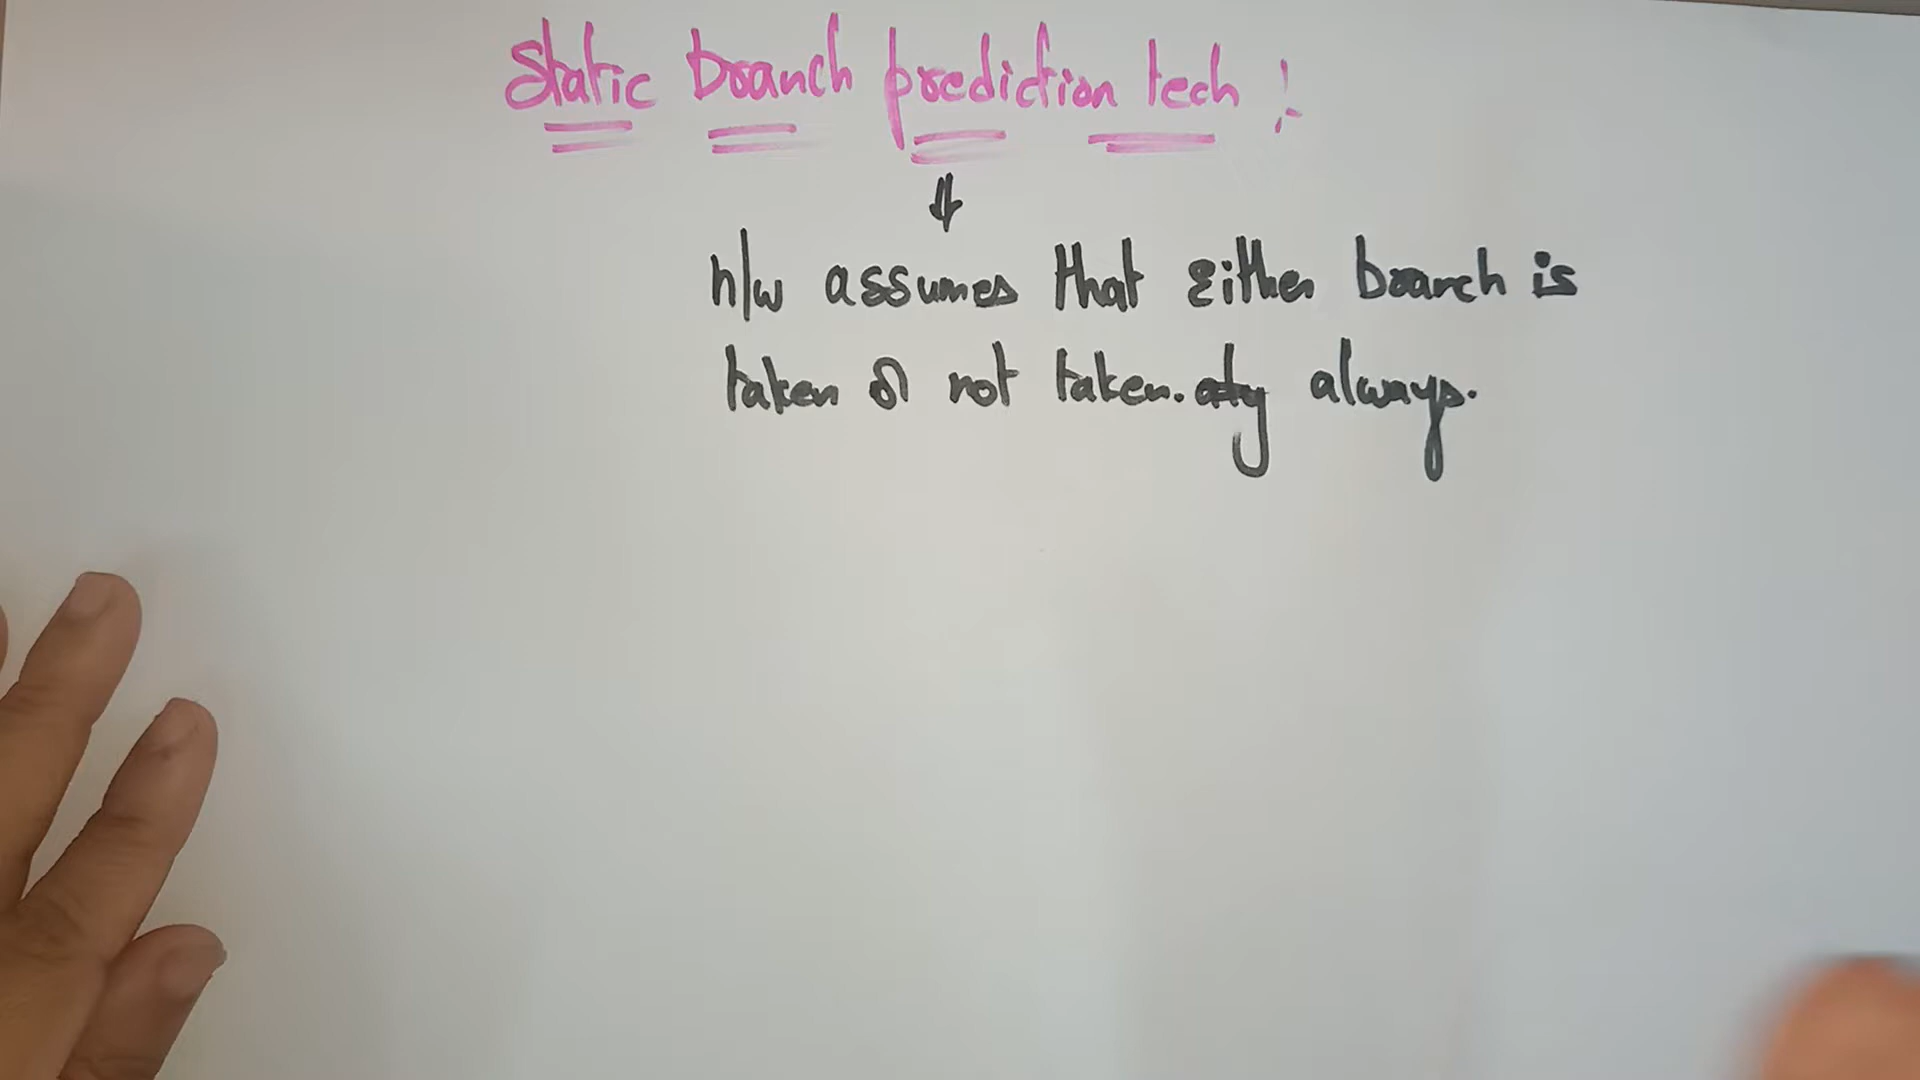 Static branch prediction tech :-
h/w assumes that either branch is
taken or not taken. always.